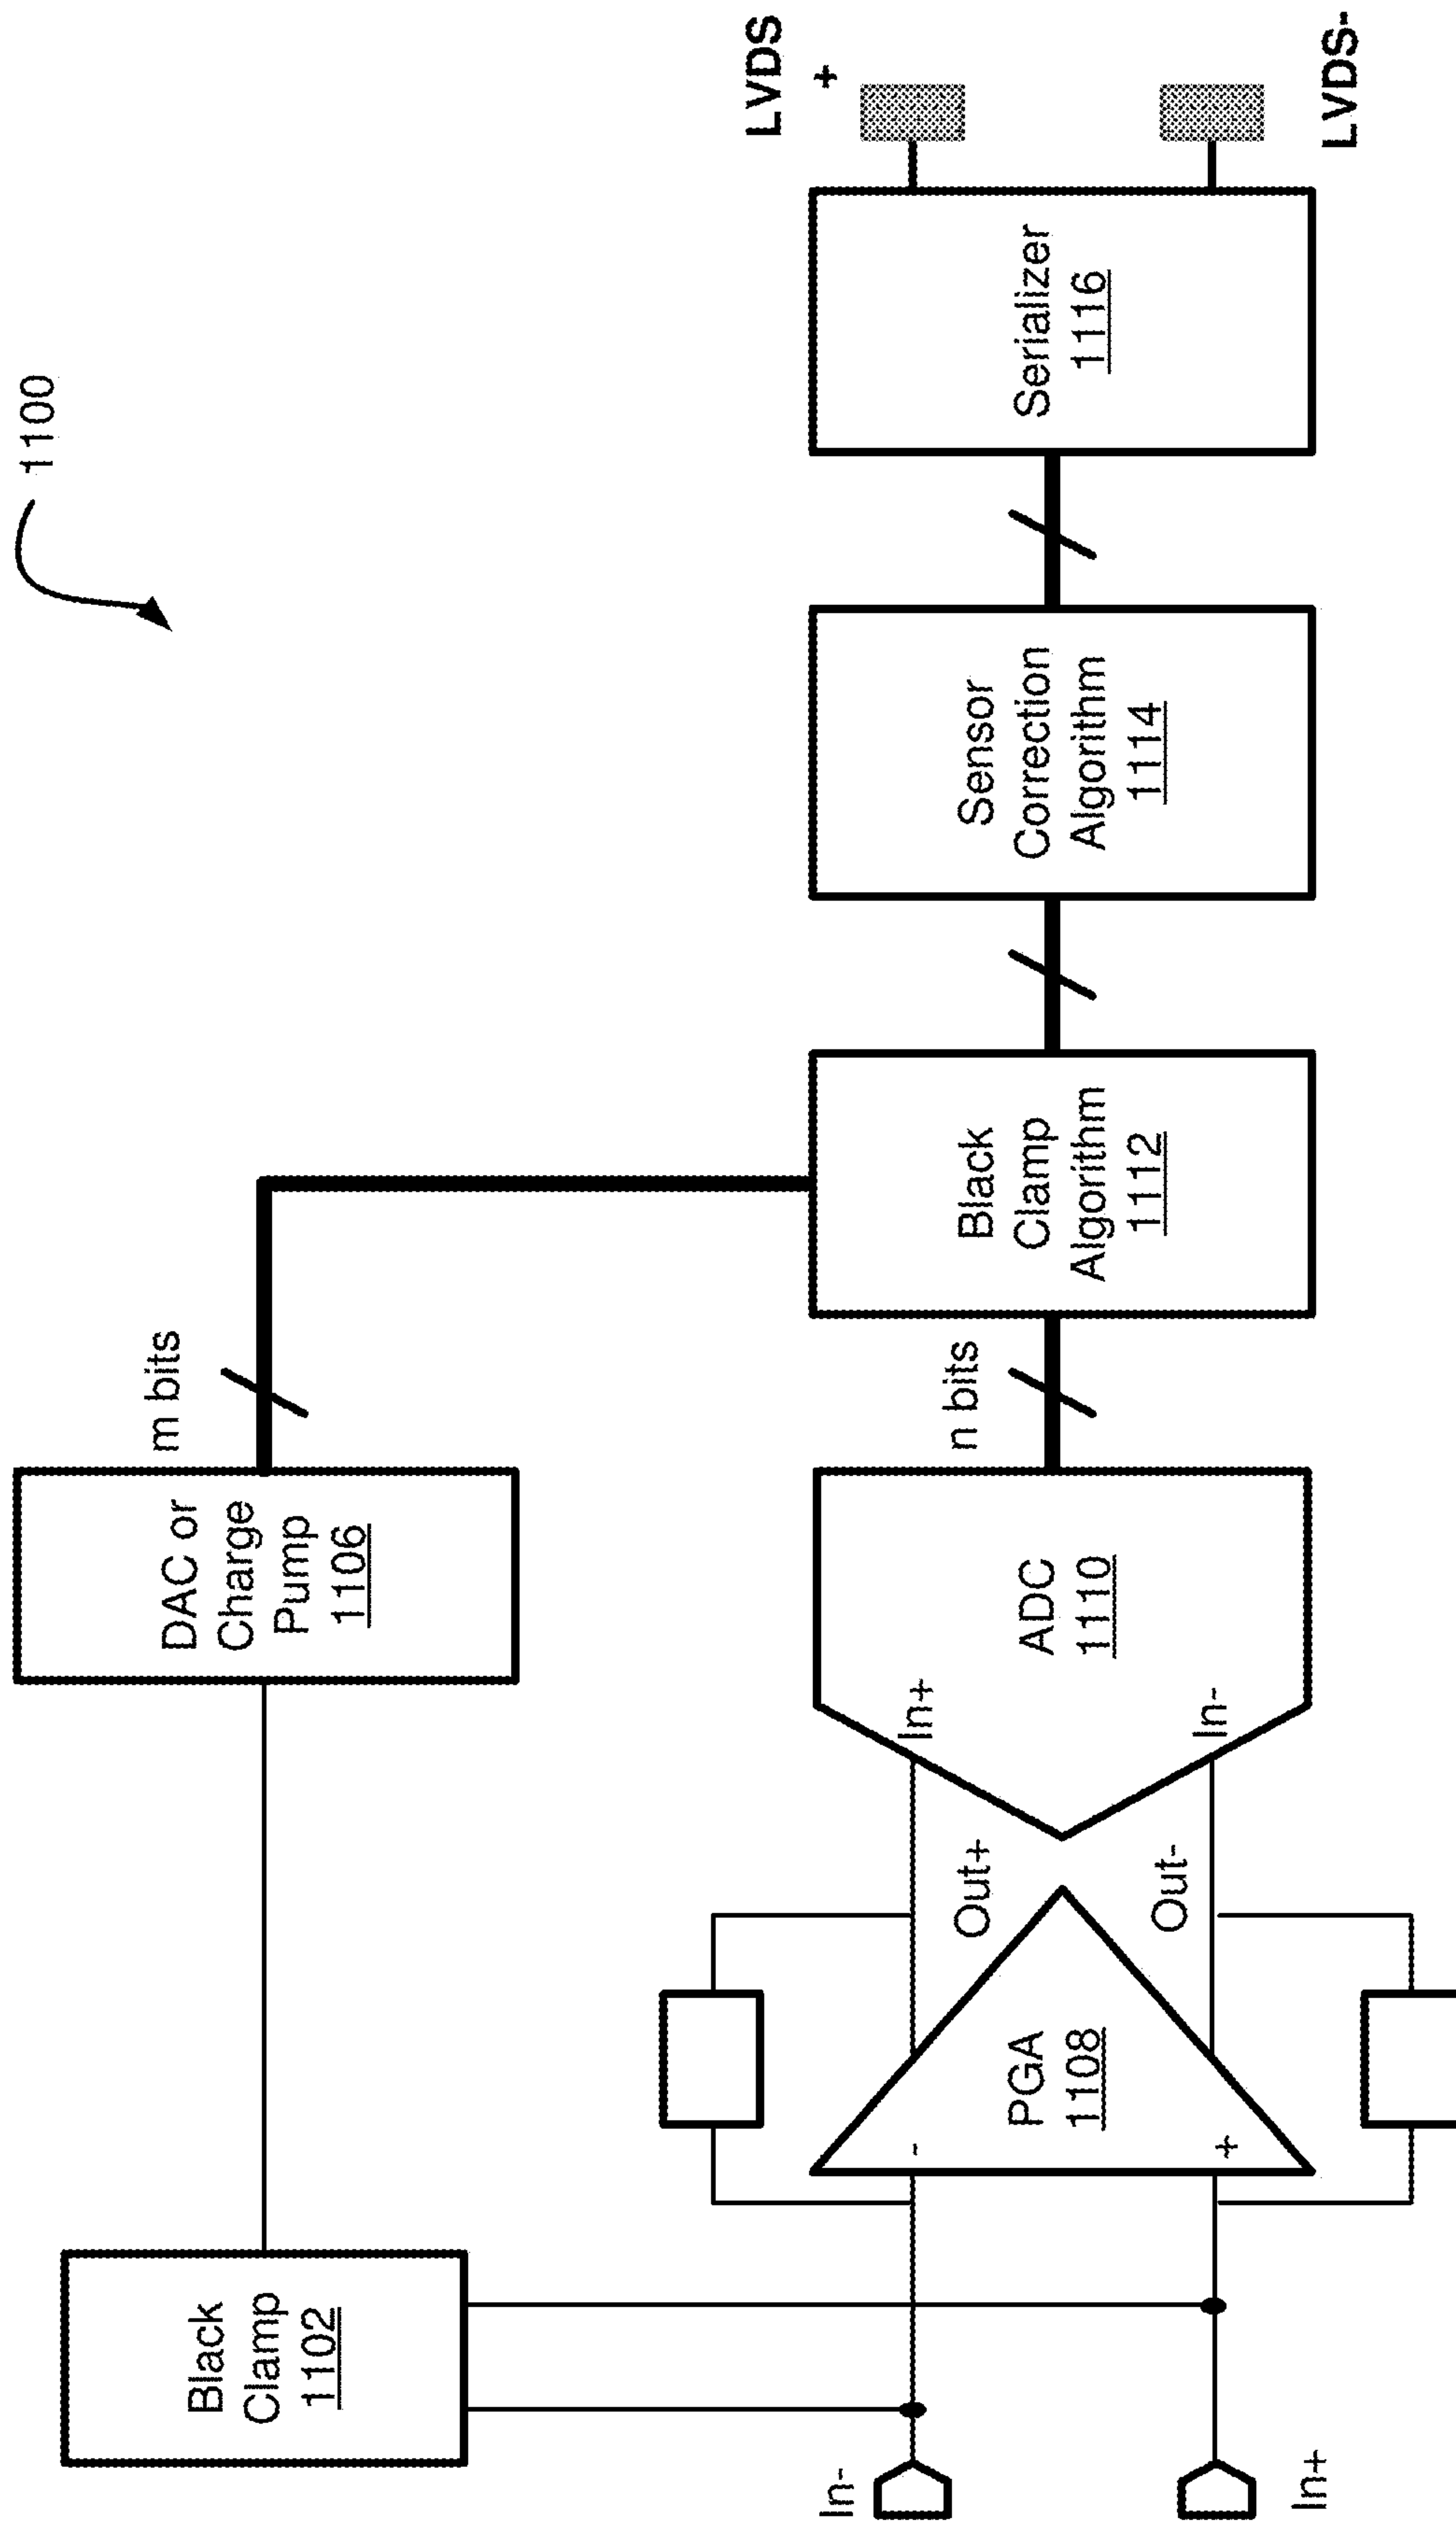 1100
m bits
DAC or
Charge
Pump
1106
Black
Clamp
1102
In-
In+
-
+
PGA
1108
Out+
Out-
In+
In-
ADC
1110
n bits
Black
Clamp
Algorithm
1112
Sensor
Correction
Algorithm
1114
Serializer
1116
LVDS
+
LVDS-